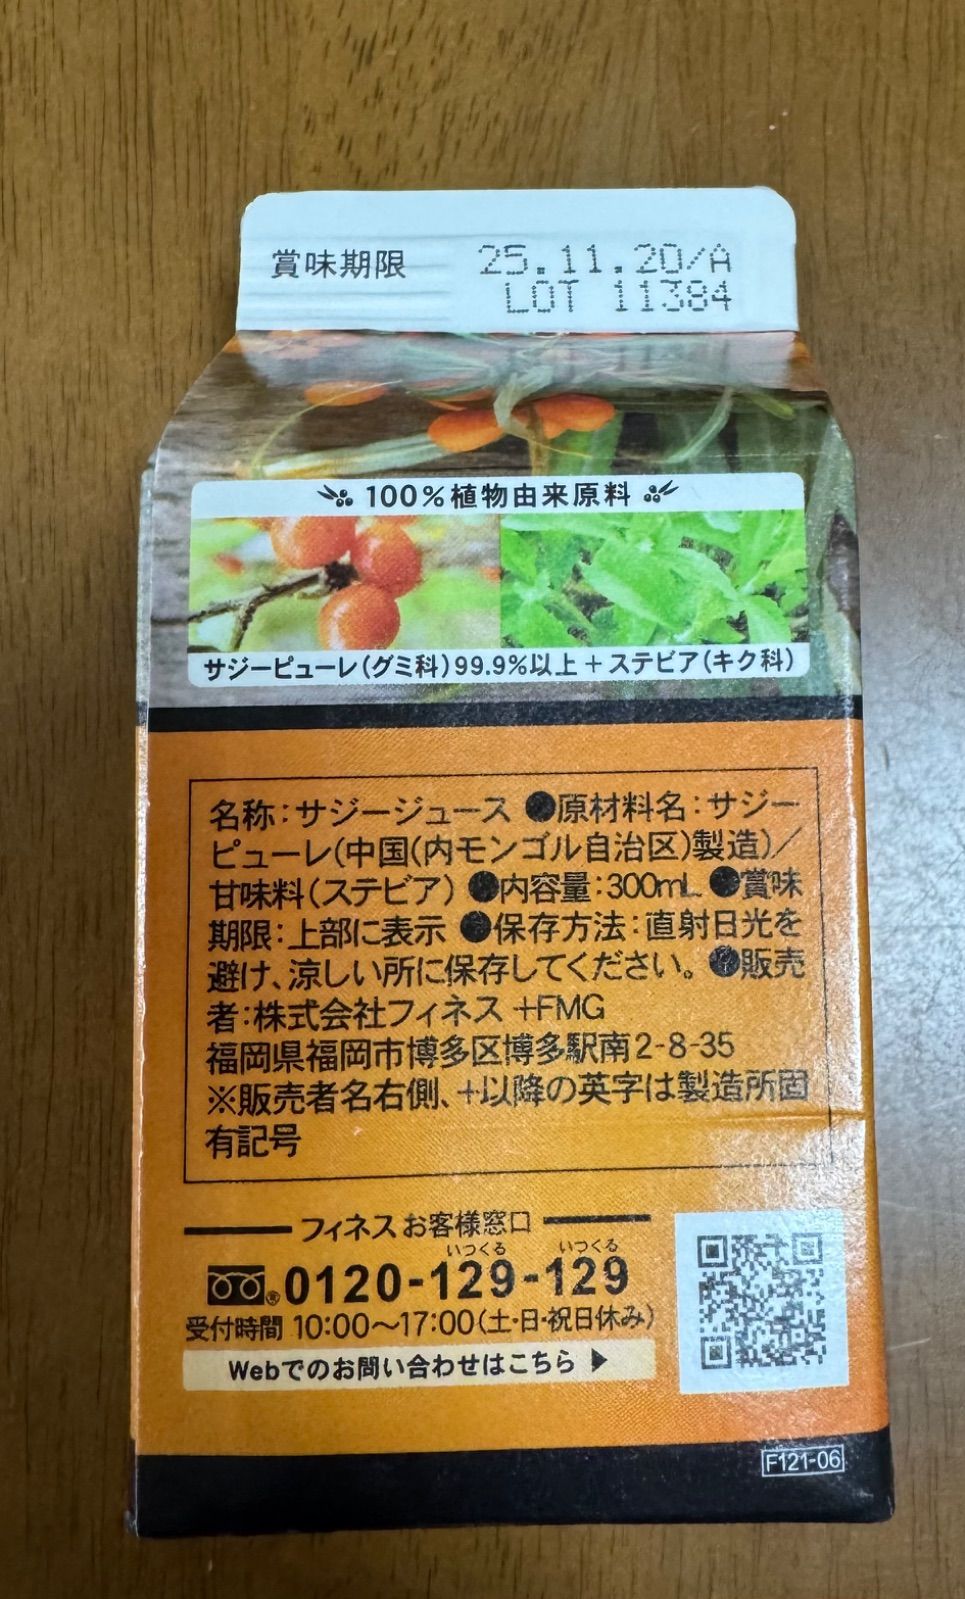 賞味期限 25.11.20/A
LOT 11384
100%植物由来原料
サジーピューレ(グミ科)99.9%以上+ステビア(キク科)
名称:サジージュース ●原材料名:サジー
ピューレ(中国(内モンゴル自治区)製造)/
甘味料(ステビア) ●内容量:300mL ●賞味
期限:上部に表示 ●保存方法:直射日光を
避け、涼しい所に保存してください。 ●販売
者:株式会社フィネス +FMG
福岡県福岡市博多区博多駅南2-8-35
※販売者名右側、+以降の英字は製造所固
有記号
フィネス お客様窓口
いつくる いつくる
0120-129-129
受付時間 10:00〜17:00(土・日・祝日休み)
Webでのお問い合わせはこちら ▶
F121-06